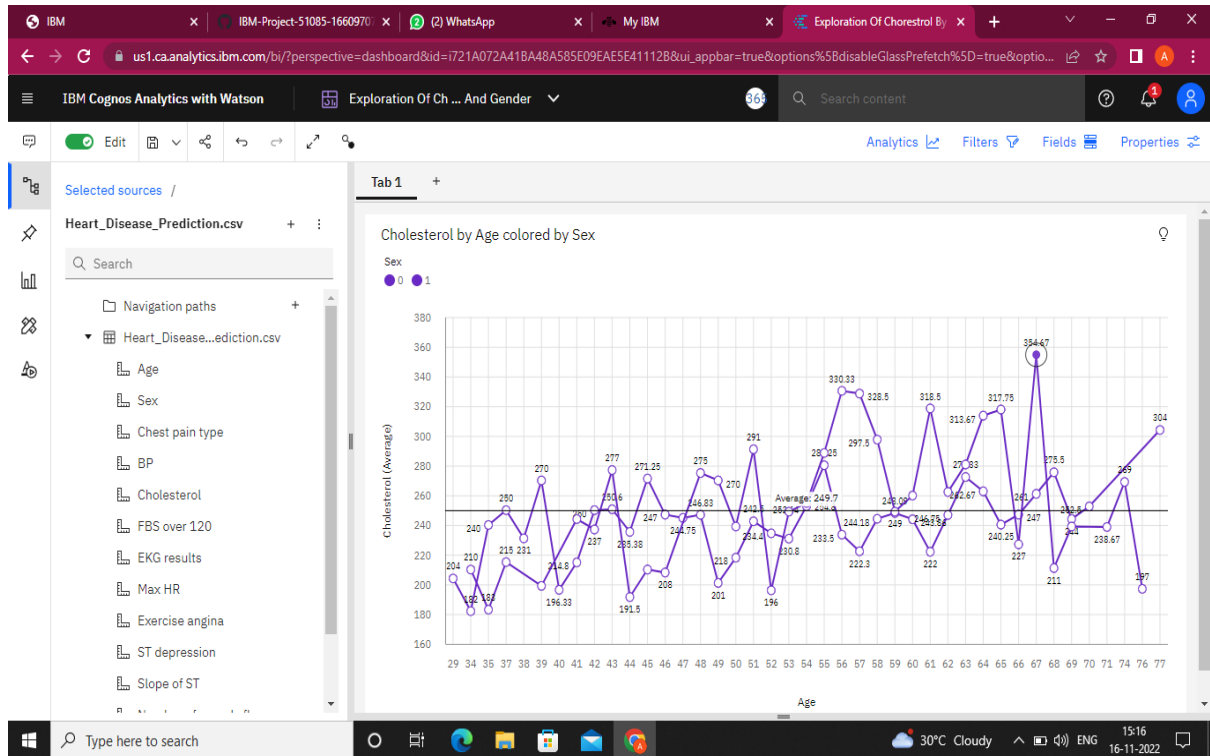 IBM
IBM-Project-51085-16609970
(2) WhatsApp
My IBM
Exploration Of Chorestrol By
us1.ca.analytics.ibm.com/bi/?perspective=dashboard&id=i721A072A41BA48A585E09EAE5E41112B&ui_appbar=true&options%5BdisableGlassPrefetch%5D=true&optio...
A
IBM Cognos Analytics with Watson
Exploration Of Ch ... And Gender
365
Search content
1
Edit
Analytics
Filters
Fields
Properties
Selected sources /
Tab 1 +
Heart_Disease_Prediction.csv
Search
Navigation paths
Heart_Disease...ediction.csv
Age
Sex
Chest pain type
BP
Cholesterol
FBS over 120
EKG results
Max HR
Exercise angina
ST depression
Slope of ST
Cholesterol by Age colored by Sex
Sex
0 1
Cholesterol (Average)
380
360
340
320
300
280
260
240
220
200
180
160
354.67
330.33
328.5
318.5
317.75
313.67
304
297.5
291
277
275
275.5
271.25
270
270
269
250
250.6
247
246.83
244.75
Average: 249.7
249
247
261
262.67
244
244.18
240.25
240
238.67
237
235.38
234.4
233.5
231
230.8
227
222.3
222
218
215
214.8
211
210
208
204
201
197
196.33
196
191.5
182
183
29 34 35 37 38 39 40 41 42 43 44 45 46 47 48 49 50 51 52 53 54 55 56 57 58 59 60 61 62 63 64 65 66 67 68 69 70 71 74 76 77
Age
Type here to search
30°C Cloudy
ENG
15:16
16-11-2022